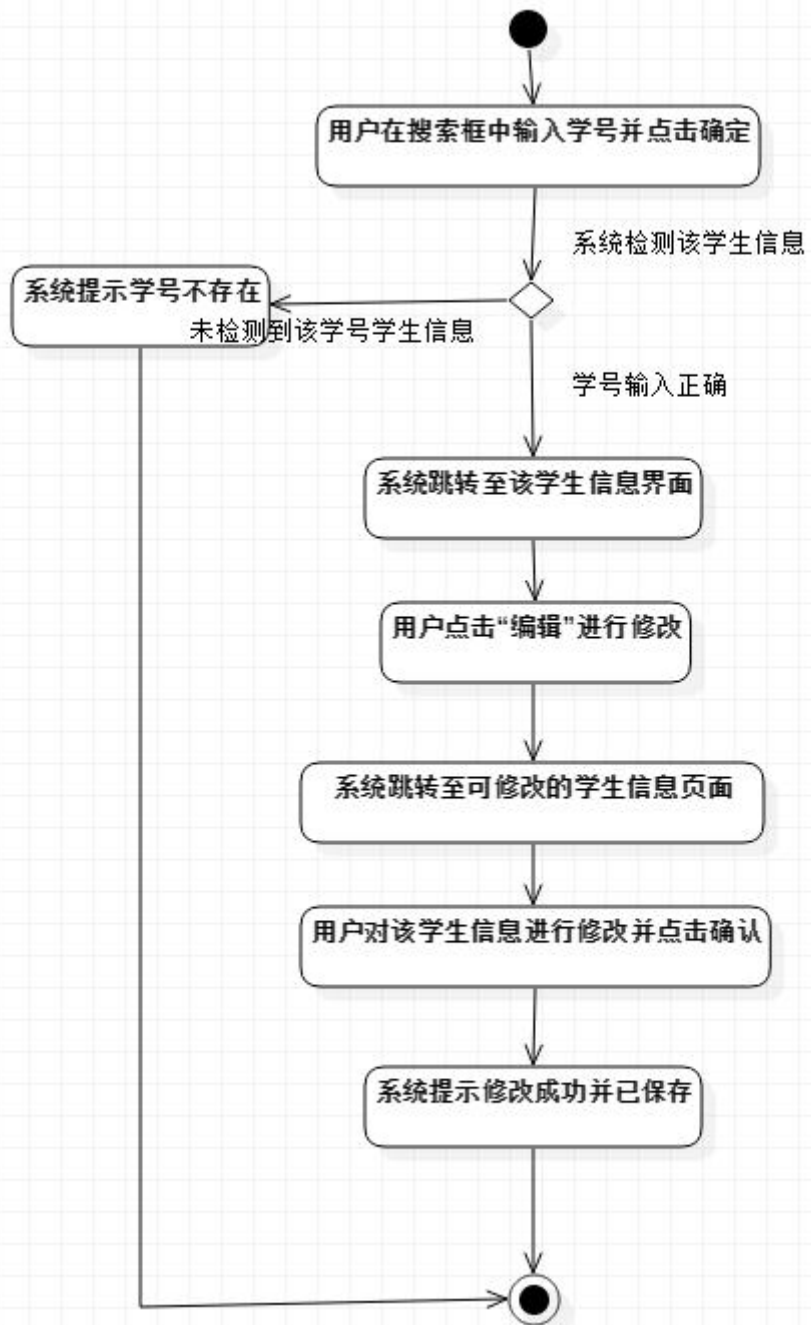 用户在搜索框中输入学号并点击确定
系统检测该学生信息
系统提示学号不存在
未检测到该学号学生信息
学号输入正确
系统跳转至该学生信息界面
用户点击“编辑”进行修改
系统跳转至可修改的学生信息页面
用户对该学生信息进行修改并点击确认
系统提示修改成功并已保存